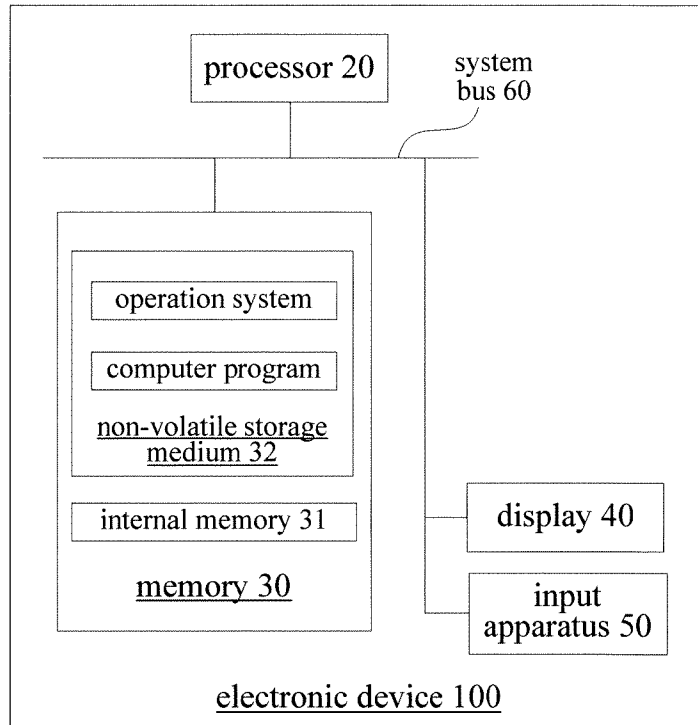 processor 20
system
bus 60
operation system
computer program
non-volatile storage
medium 32
internal memory 31
memory 30
display 40
input
apparatus 50
electronic device 100